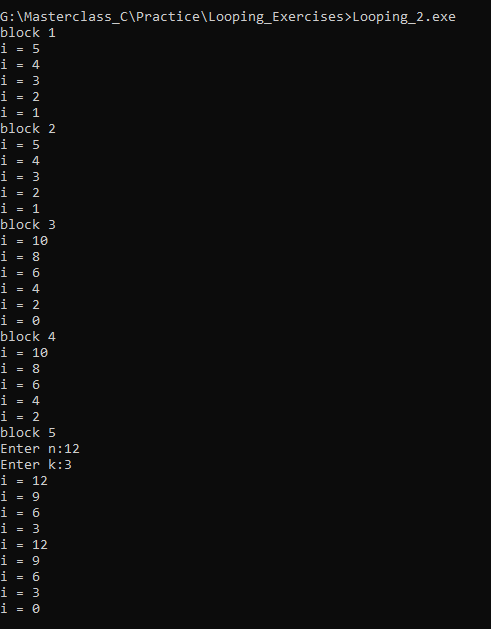 G:\Masterclass_C\Practice\Looping_Exercises>Looping_2.exe
block 1
i = 5
i = 4
i = 3
i = 2
i = 1
block 2
i = 5
i = 4
i = 3
i = 2
i = 1
block 3
i = 10
i = 8
i = 6
i = 4
i = 2
i = 0
block 4
i = 10
i = 8
i = 6
i = 4
i = 2
block 5
Enter n:12
Enter k:3
i = 12
i = 9
i = 6
i = 3
i = 12
i = 9
i = 6
i = 3
i = 0